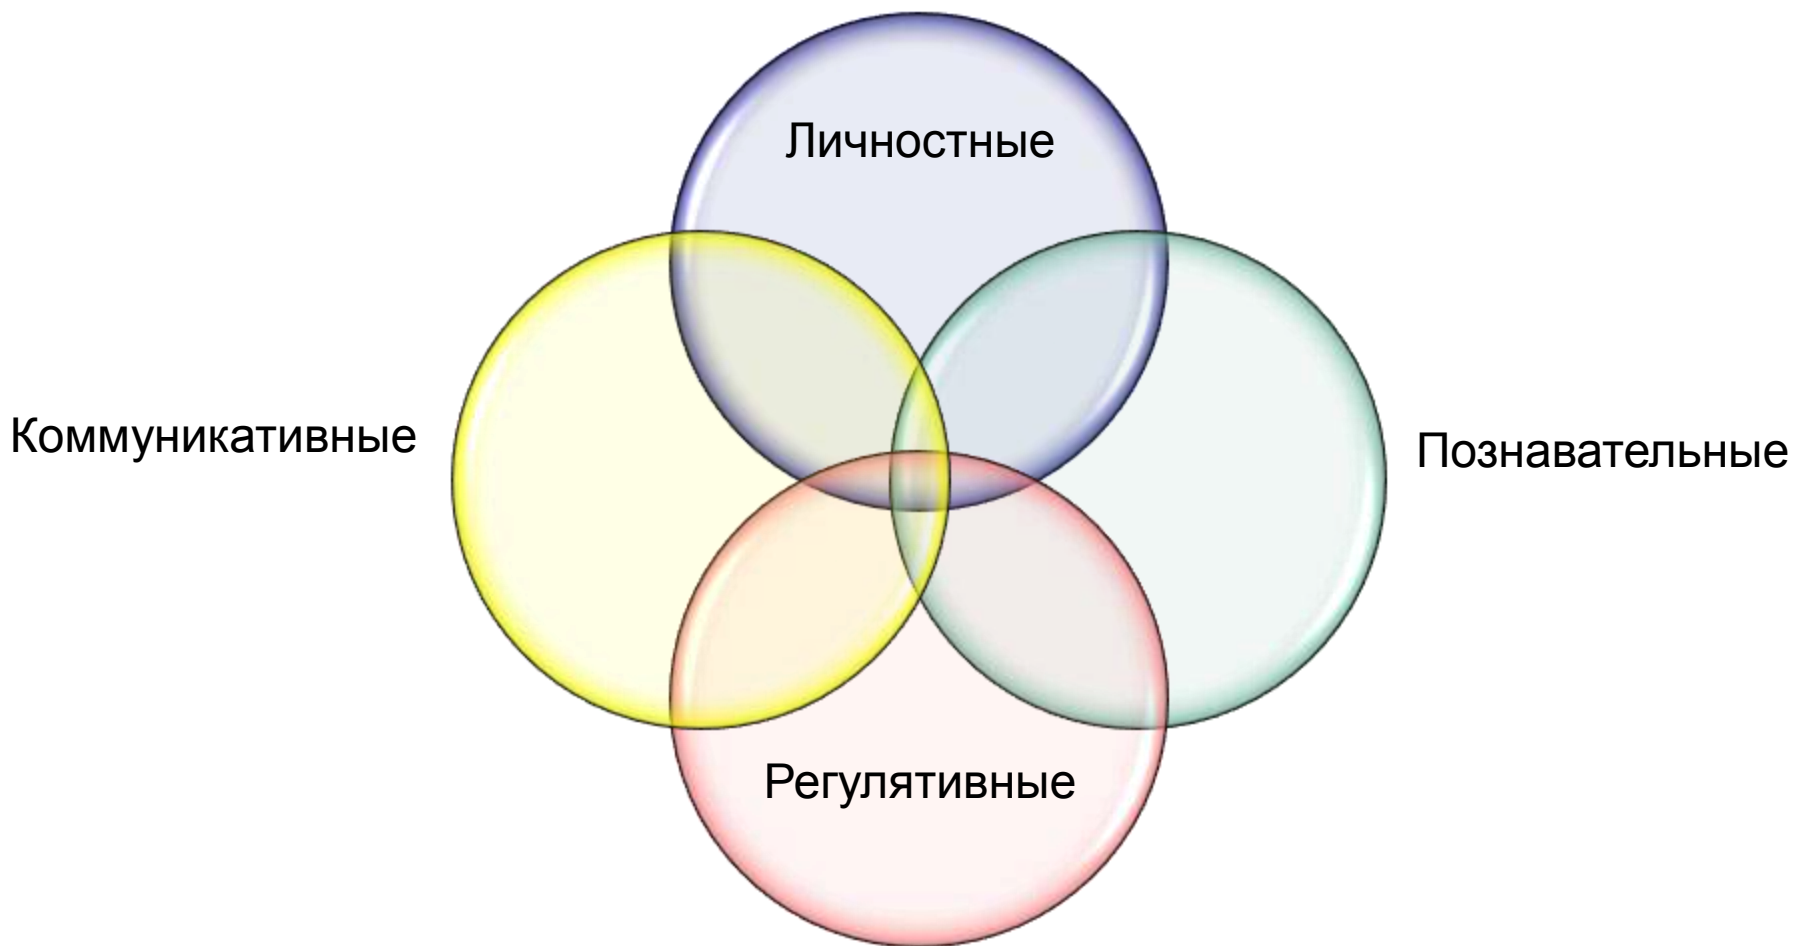 Личностные
Коммуникативные
Познавательные
Регулятивные